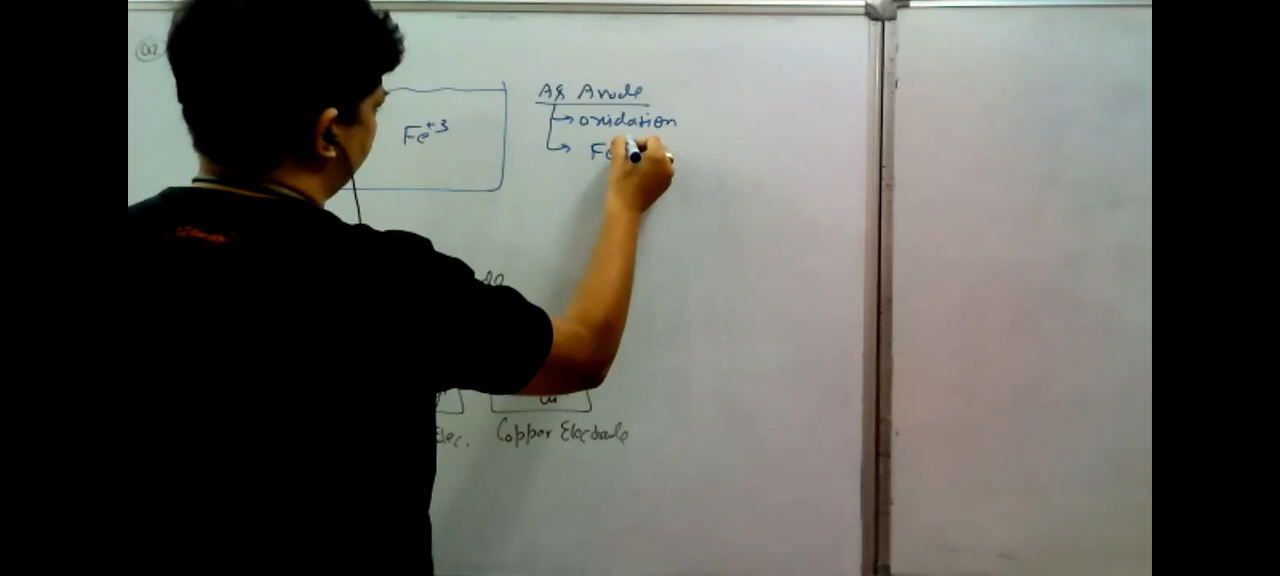 Q2
As Anode
Fe+3
→ oxidation
→ Fe
Cu
Elec.
Copper Electrode